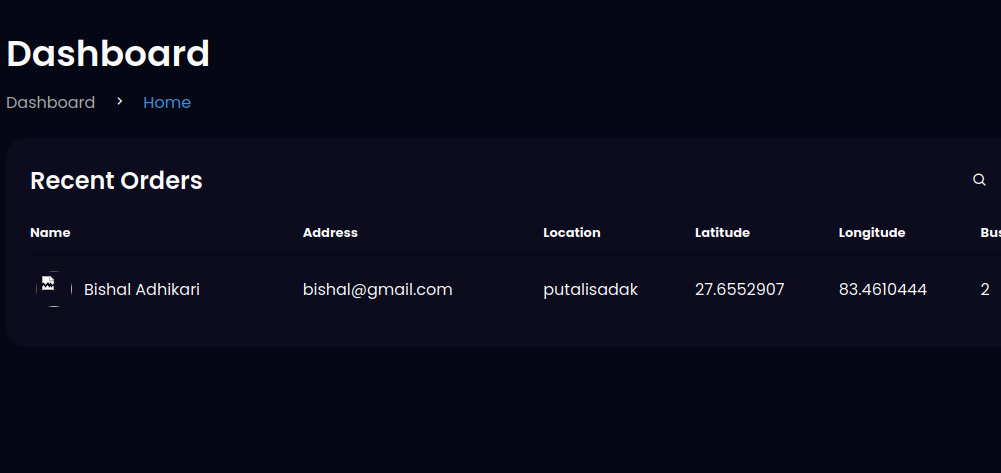 Dashboard
Dashboard > Home
Recent Orders
Name Address Location Latitude Longitude Bus
Bishal Adhikari bishal@gmail.com putalisadak 27.6552907 83.4610444 2